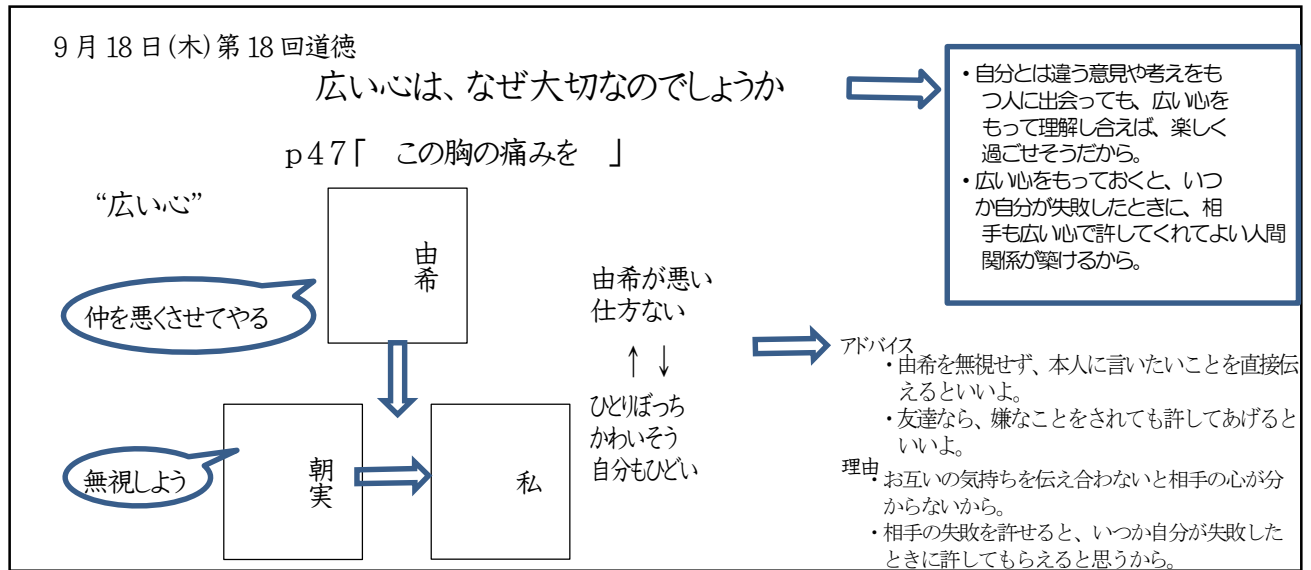 9月18日(木)第18回道徳
広い心は、なぜ大切なのでしょうか
p47「 この胸の痛みを 」
・自分とは違う意見や考えをも
つ人に出会っても、広い心を
もって理解し合えば、楽しく
過ごせそうだから。
・広い心をもっておくと、いつ
か自分が失敗したときに、相
手も広い心で許してくれてよい人間
関係が築けるから。
“広い心”
由希
仲を悪くさせてやる
無視しよう
朝実
私
由希が悪い
仕方ない
↑ ↓
ひとりぼっち
かわいそう
自分もひどい
アドバイス
・由希を無視せず、本人に言いたいことを直接伝
えるといいよ。
・友達なら、嫌なことをされても許してあげると
いいよ。
理由
・お互いの気持ちを伝え合わないと相手の心が分
からないから。
・相手の失敗を許せると、いつか自分が失敗した
ときに許してもらえると思うから。